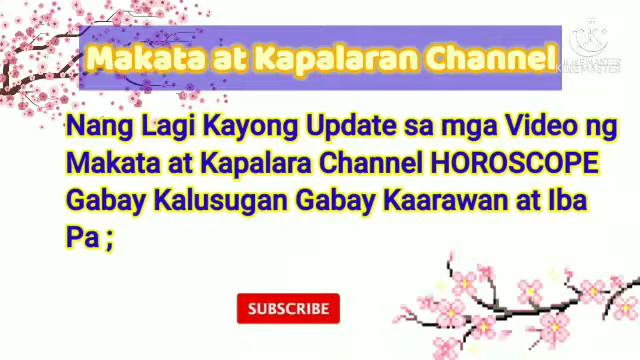 Makata at Kapalaran Channel
KINEMASTER
Nang Lagi Kayong Update sa mga Video ng
Makata at Kapalara Channel HOROSCOPE
Gabay Kalusugan Gabay Kaarawan at Iba
Pa ;
SUBSCRIBE